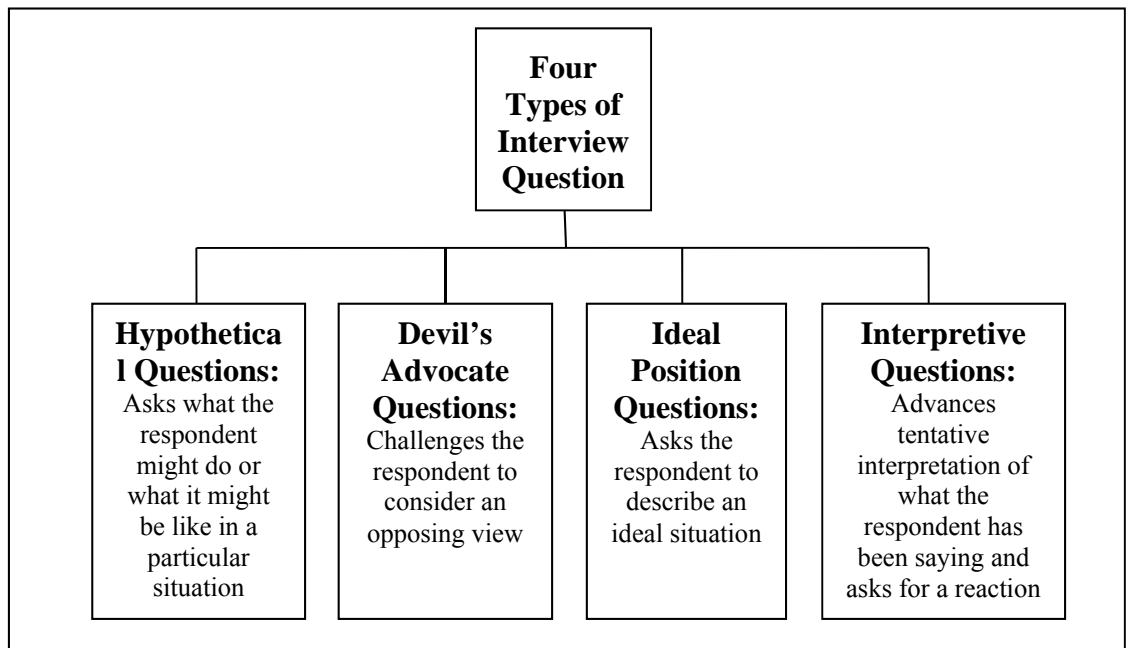 Four
Types of
Interview
Question
Hypothetica
l Questions:
Asks what the
respondent
might do or
what it might
be like in a
particular
situation
Devil’s
Advocate
Questions:
Challenges the
respondent to
consider an
opposing view
Ideal
Position
Questions:
Asks the
respondent to
describe an
ideal situation
Interpretive
Questions:
Advances
tentative
interpretation of
what the
respondent has
been saying and
asks for a reaction